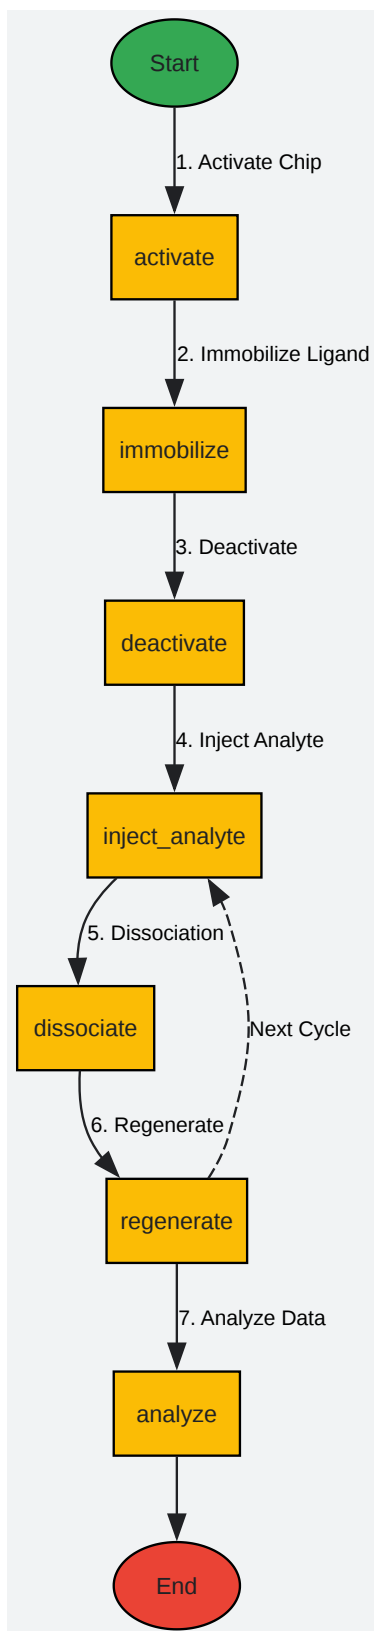 Start
1. Activate Chip
activate
2. Immobilize Ligand
immobilize
3. Deactivate
deactivate
4. Inject Analyte
inject_analyte
5. Dissociation
dissociate
Next Cycle
6. Regenerate
regenerate
7. Analyze Data
analyze
End